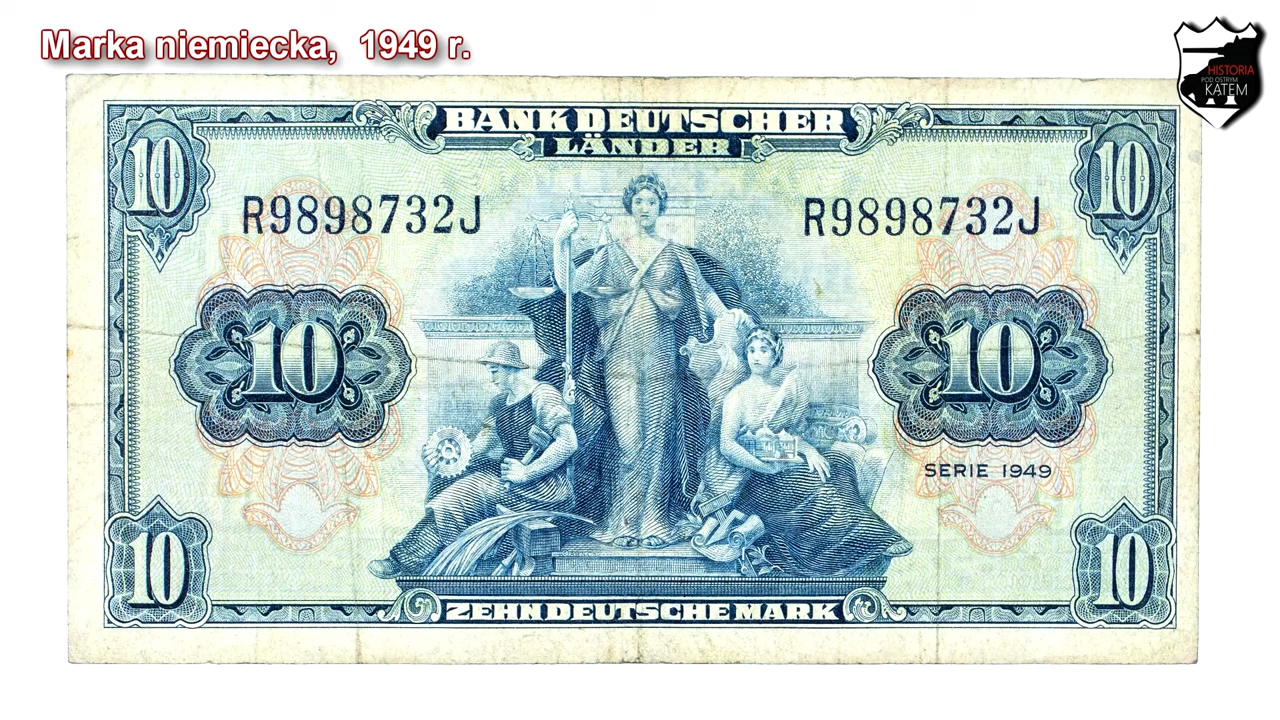 Marka niemiecka, 1949 r.
HISTORIA
POD OSTRYM
KĄTEM
BANK DEUTSCHER
LÄNDER
10
10
R9898732J
R9898732J
10
10
SERIE 1949
10
10
ZEHN DEUTSCHE MARK